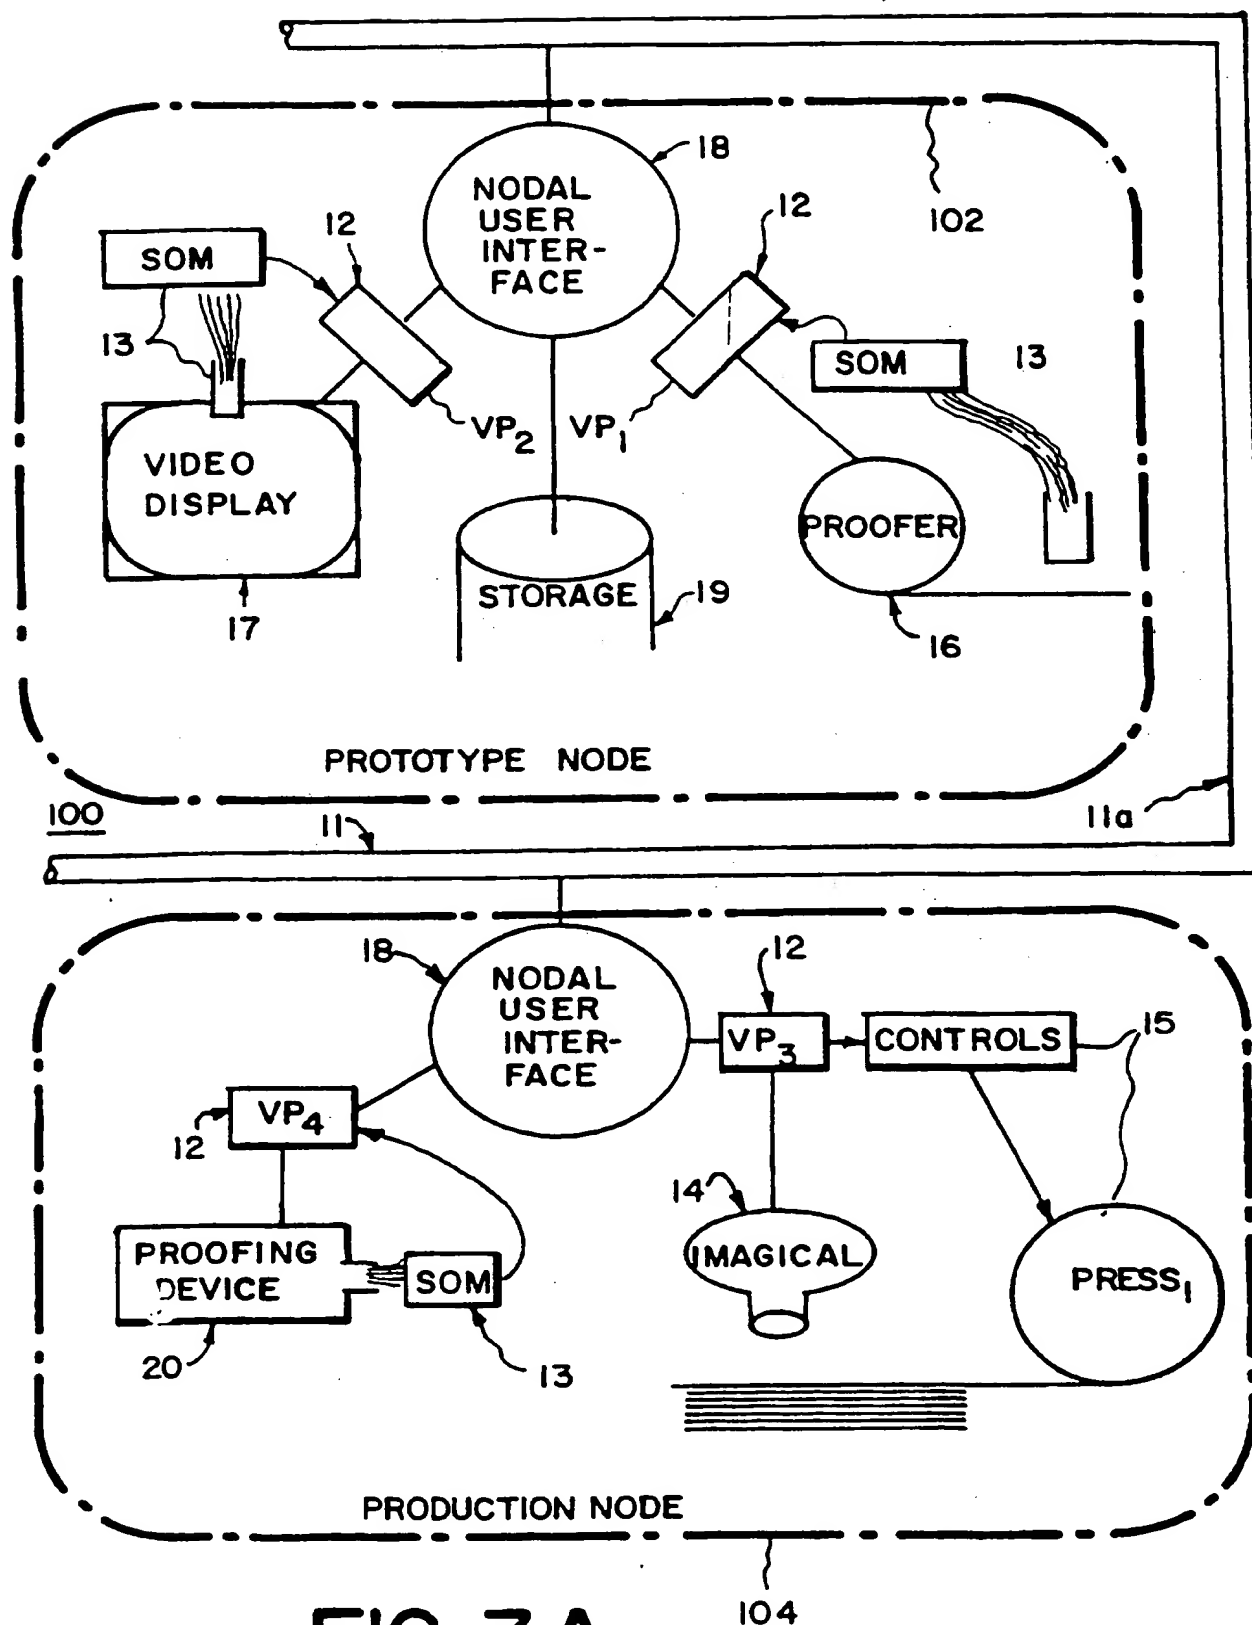 18
NODAL
USER
INTER-
FACE
102
12
12
SOM
13
VP2
VP1
SOM
13
VIDEO
DISPLAY
17
STORAGE
19
PROOFER
16
PROTOTYPE NODE
100
11
11a
18
NODAL
USER
INTER-
FACE
12
VP3
CONTROLS
15
VP4
12
14
IMAGICAL
PRESS1
PROOFING
DEVICE
SOM
20
13
PRODUCTION NODE
104